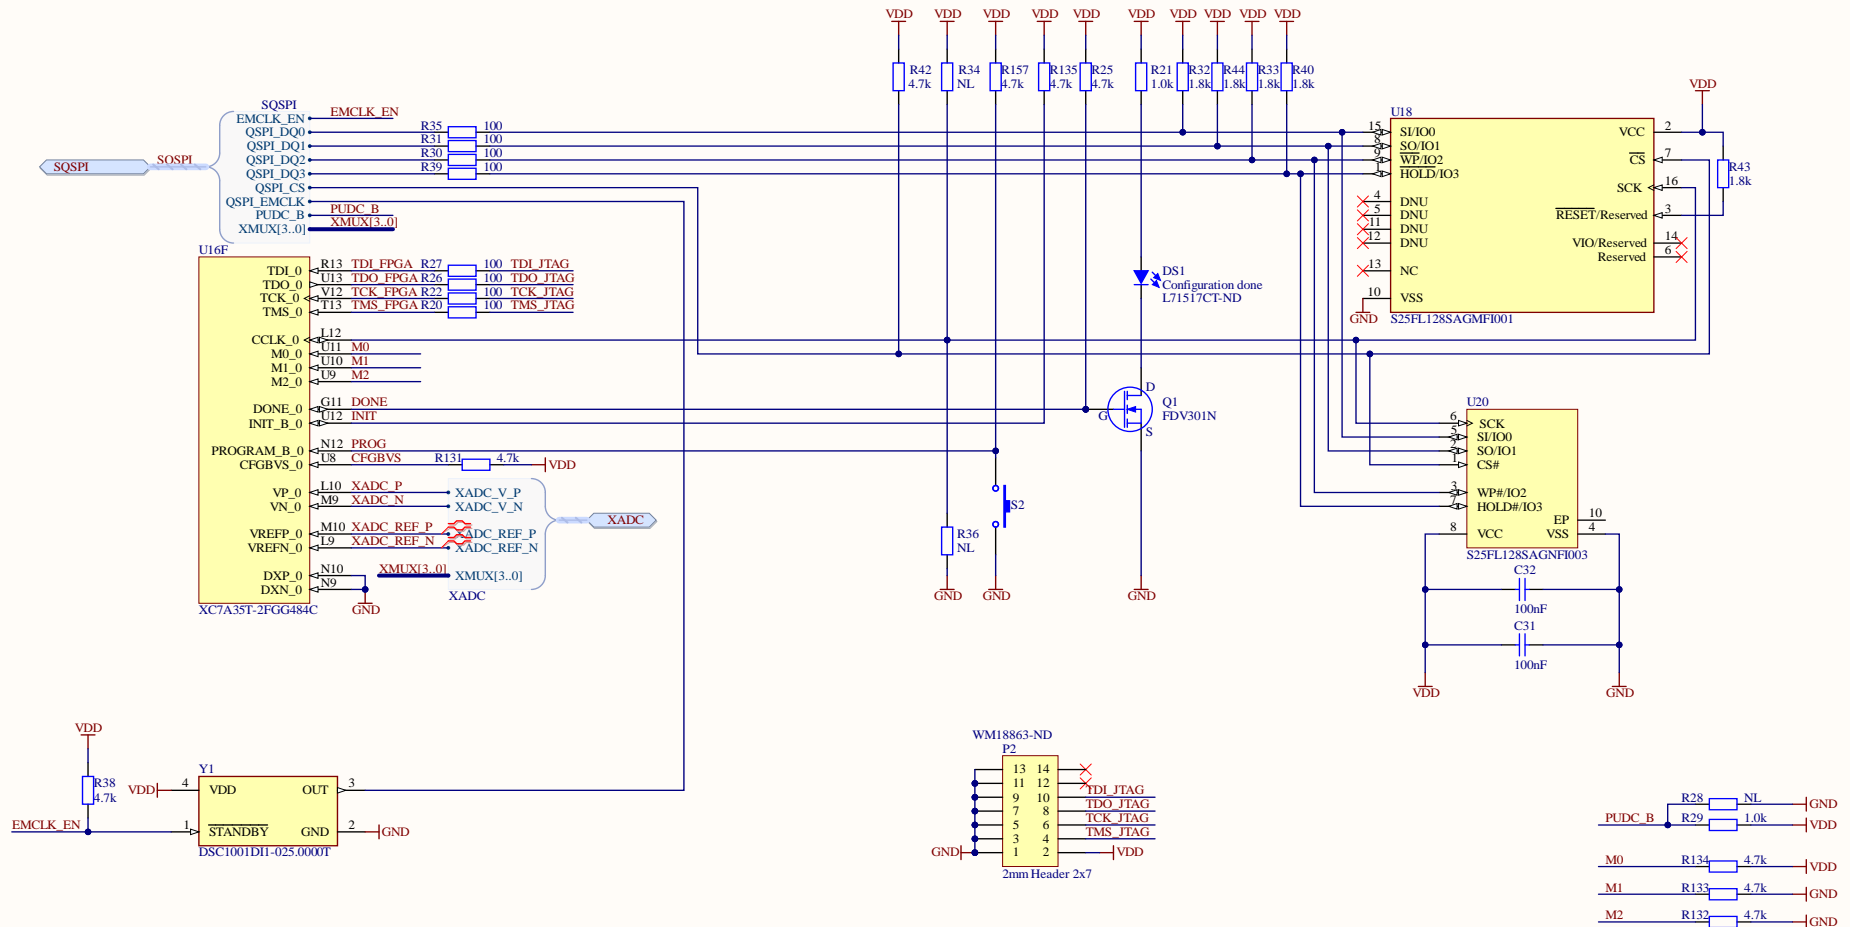 VDD VDD VDD VDD VDD VDD VDD VDD VDD VDD
R42 4.7k
R34 NL
R157 4.7k
R135 4.7k
R25 4.7k
R21 1.0k
R32 1.8k
R44 1.8k
R33 1.8k
R40 1.8k
VDD
SQSPI
SQSPI
SQSPI
EMCLK_EN EMCLK_EN
QSPI_DQ0 R35 100
QSPI_DQ1 R31 100
QSPI_DQ2 R30 100
QSPI_DQ3 R39 100
QSPI_CS
QSPI_EMCLK
PUDC_B PUDC_B
XMUX[3..0] XMUX[3..0]
U18
15 SI/IO0 VCC 2
8 SO/IO1
9 WP/IO2 CS 7
1 HOLD/IO3
SCK 16
4 DNU
5 DNU RESET/Reserved 3
11 DNU
12 DNU VIO/Reserved 14
Reserved 6
13 NC
10 VSS
GND
S25FL128SAGMFI001
R43
1.8k
U16F
TDI_0 R13 TDI_FPGA R27 100 TDI_JTAG
TDO_0 U13 TDO_FPGA R26 100 TDO_JTAG
TCK_0 V12 TCK_FPGA R22 100 TCK_JTAG
TMS_0 T13 TMS_FPGA R20 100 TMS_JTAG
CCLK_0 L12
M0_0 U11 M0
M1_0 U10 M1
M2_0 U9 M2
DONE_0 G11 DONE
INIT_B_0 U12 INIT
PROGRAM_B_0 N12 PROG
CFGBVS_0 U8 CFGBVS R131 4.7k VDD
VP_0 L10 XADC_P XADC_V_P
VN_0 M9 XADC_N XADC_V_N
VREFP_0 M10 XADC_REF_P XADC_REF_P
VREFN_0 L9 XADC_REF_N XADC_REF_N
DXP_0 N10 XMUX[3..0] XMUX[3..0]
DXN_0 N9
GND
XADC
XADC
XC7A35T-2FGG484C
DS1
Configuration done
L71517CT-ND
D
G
S
Q1
FDV301N
S2
R36
NL
GND GND GND
U20
6 SCK
5 SI/IO0
2 SO/IO1
1 CS#
3 WP#/IO2
7 HOLD#/IO3
EP 10
8 VCC VSS 4
S25FL128SAGNFI003
C32
100nF
C31
100nF
VDD GND
VDD
R38
4.7k
Y1
VDD 4 VDD OUT 3
EMCLK_EN 1 STANDBY GND 2 GND
DSC1001DI1-025.0000T
WM18863-ND
P2
13 14
11 12
9 10 TDI_JTAG
7 8 TDO_JTAG
5 6 TCK_JTAG
3 4 TMS_JTAG
GND 1 2 VDD
2mm Header 2x7
R28 NL GND
PUDC_B R29 1.0k VDD
M0 R134 4.7k VDD
M1 R133 4.7k GND
M2 R132 4.7k GND